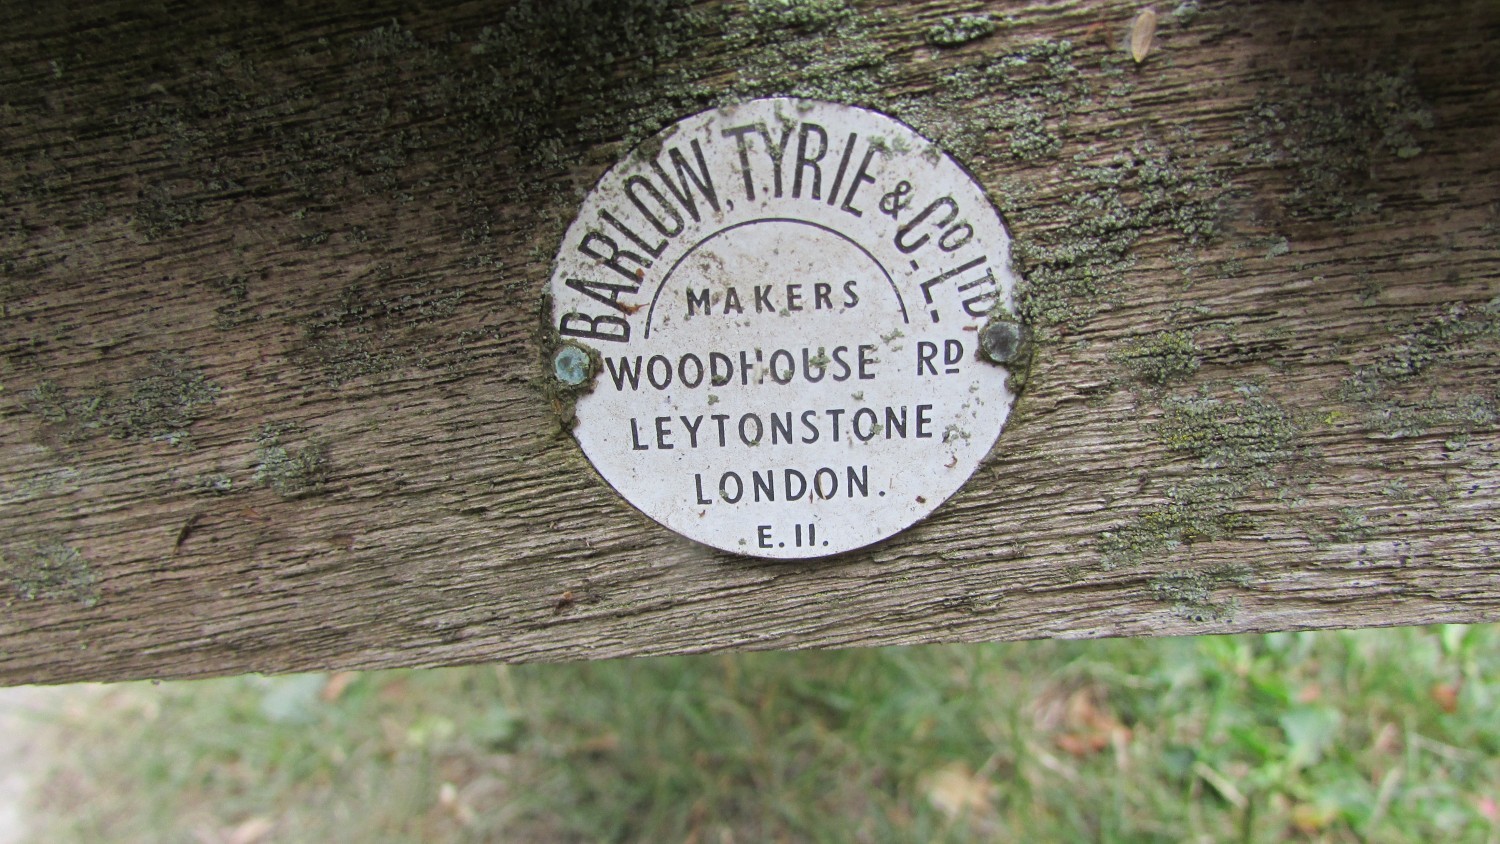 BARLOW, TYRIE & Co. LTD.
MAKERS
WOODHOUSE RD
LEYTONSTONE,
LONDON.
E.11.